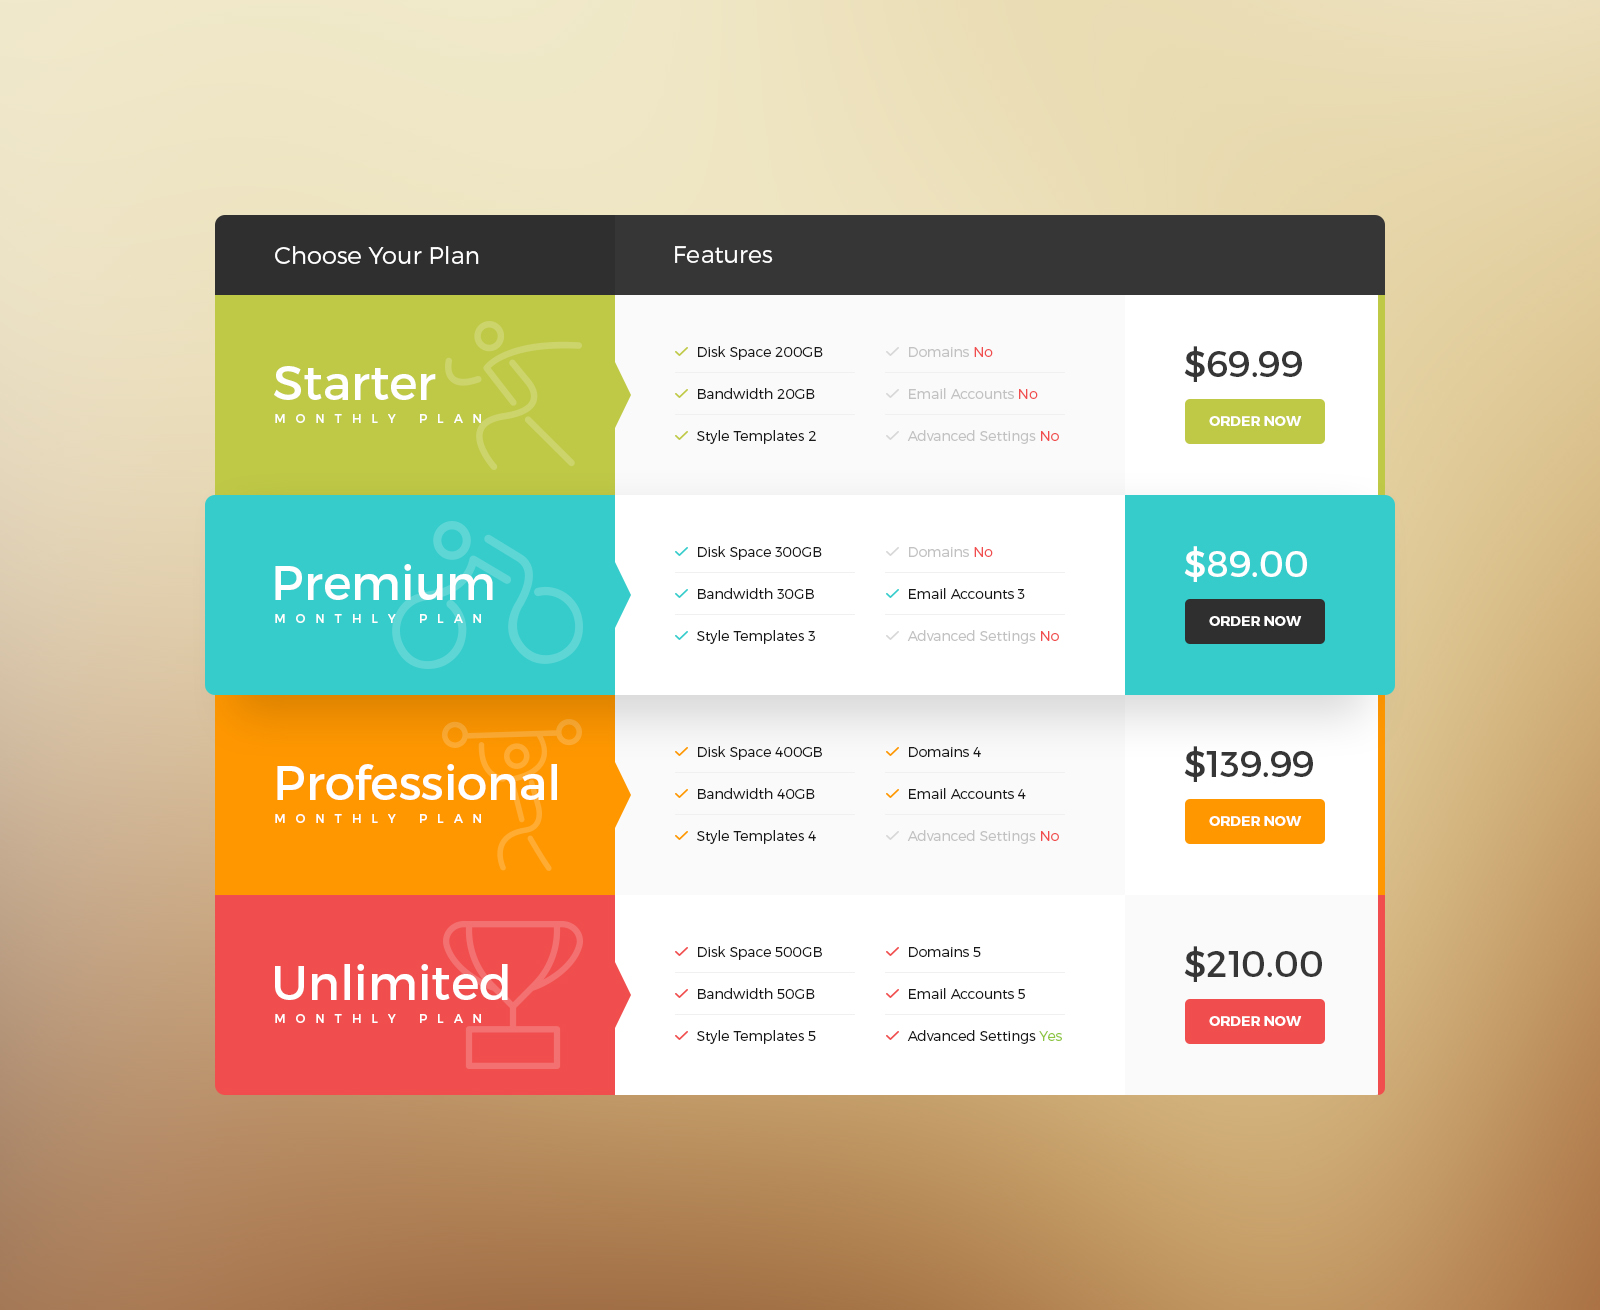 Choose Your Plan
Features
Starter
MONTHLY PLAN
Disk Space 200GB
Bandwidth 20GB
Style Templates 2
Domains No
Email Accounts No
Advanced Settings No
$69.99
ORDER NOW
Premium
MONTHLY PLAN
Disk Space 300GB
Bandwidth 30GB
Style Templates 3
Domains No
Email Accounts 3
Advanced Settings No
$89.00
ORDER NOW
Professional
MONTHLY PLAN
Disk Space 400GB
Bandwidth 40GB
Style Templates 4
Domains 4
Email Accounts 4
Advanced Settings No
$139.99
ORDER NOW
Unlimited
MONTHLY PLAN
Disk Space 500GB
Bandwidth 50GB
Style Templates 5
Domains 5
Email Accounts 5
Advanced Settings Yes
$210.00
ORDER NOW